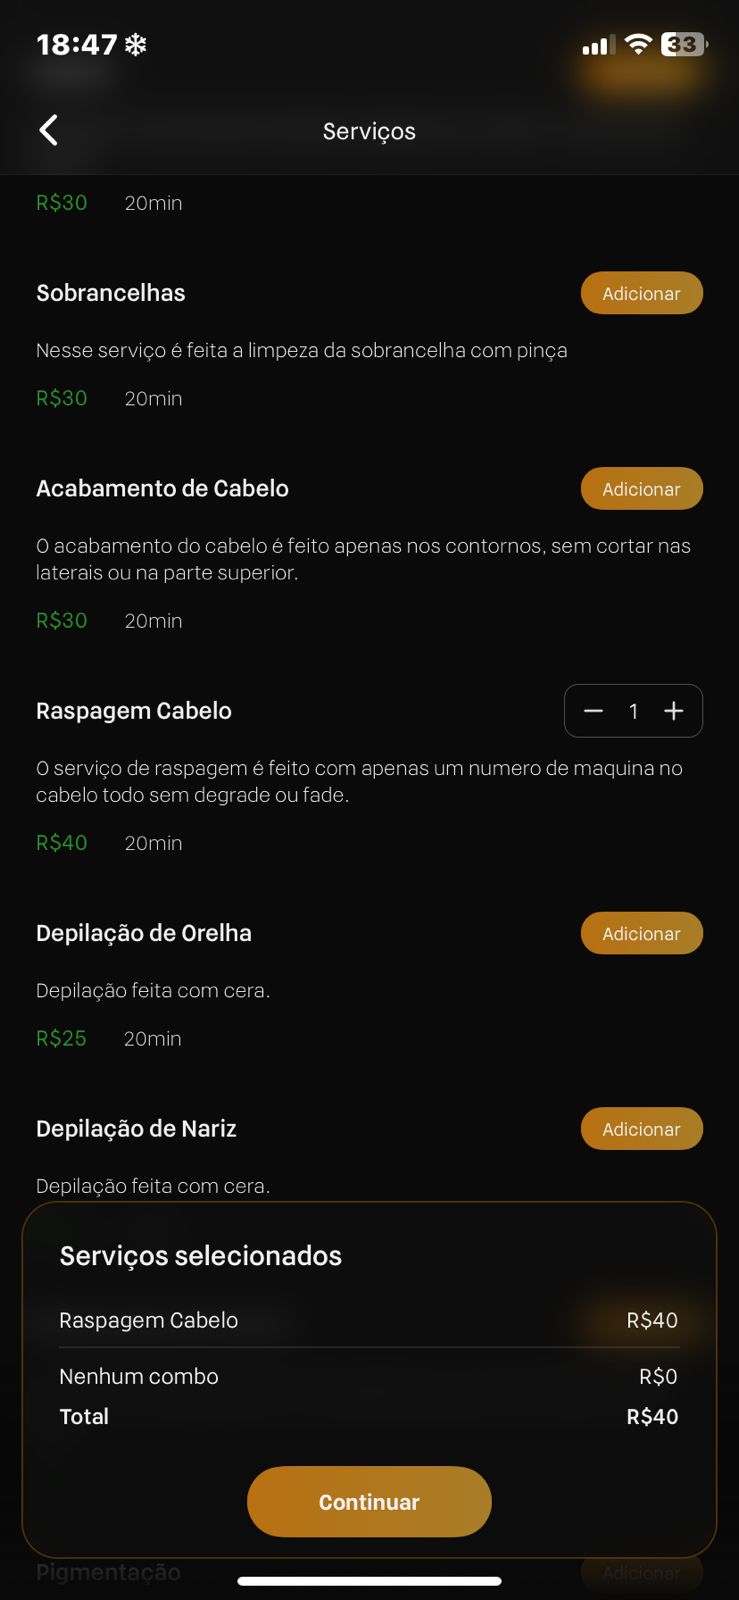 18:47
33
Serviços
R$30 20min
Sobrancelhas Adicionar
Nesse serviço é feita a limpeza da sobrancelha com pinça
R$30 20min
Acabamento de Cabelo Adicionar
O acabamento do cabelo é feito apenas nos contornos, sem cortar nas
laterais ou na parte superior.
R$30 20min
Raspagem Cabelo — 1 +
O serviço de raspagem é feito com apenas um numero de maquina no
cabelo todo sem degrade ou fade.
R$40 20min
Depilação de Orelha Adicionar
Depilação feita com cera.
R$25 20min
Depilação de Nariz Adicionar
Depilação feita com cera.
Serviços selecionados
Raspagem Cabelo R$40
Nenhum combo R$0
Total R$40
Continuar
Pigmentação Adicionar